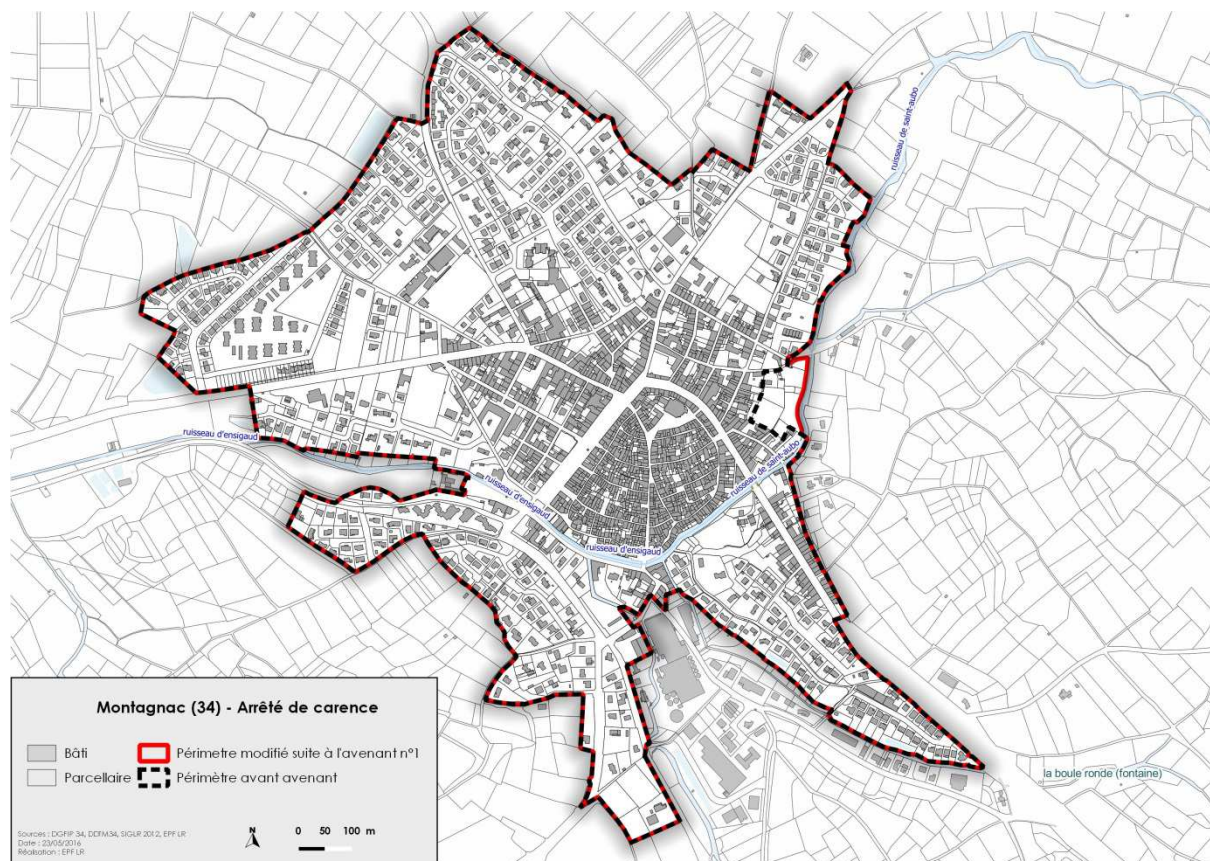 ruisseau de saint-aubo
ruisseau d'ensigaud
ruisseau de saint-aubo
ruisseau d'ensigaud
ruisseau d'ensigaud
la boule ronde (fontaine)
Montagnac (34) - Arrêté de carence
Bâti
Périmetre modifié suite à l'avenant n°1
Parcellaire
Périmètre avant avenant
Sources : DGFIP 34, DDTM34, SIGLR 2012, EPF LR
Date : 23/05/2016
Réalisation : EPF LR
N
0 50 100 m